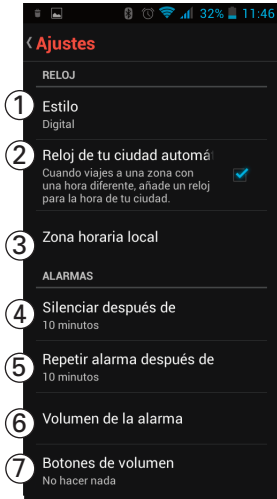 32% 11:46
Ajustes
RELOJ
1 Estilo
Digital
2 Reloj de tu ciudad automá
Cuando viajes a una zona con
una hora diferente, añade un reloj
para la hora de tu ciudad.
3 Zona horaria local
ALARMAS
4 Silenciar después de
10 minutos
5 Repetir alarma después de
10 minutos
6 Volumen de la alarma
7 Botones de volumen
No hacer nada